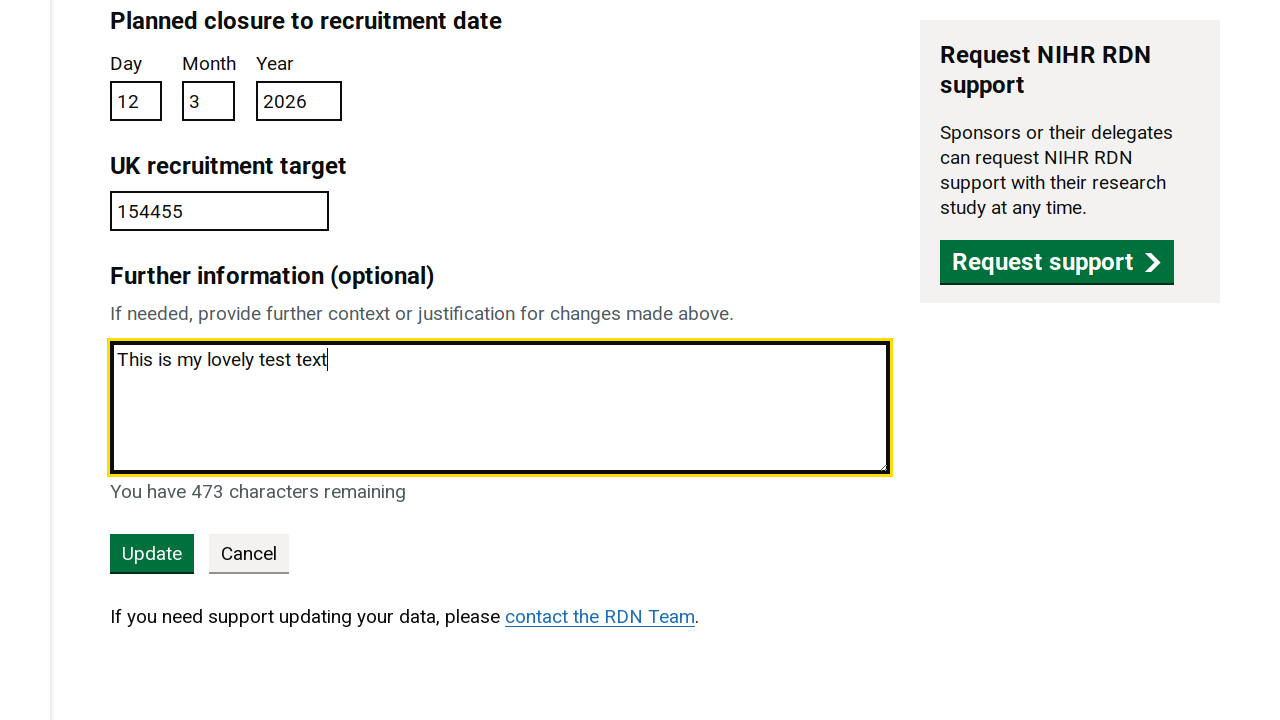 Planned closure to recruitment date
Day Month Year
12 3 2026
UK recruitment target
154455
Further information (optional)
If needed, provide further context or justification for changes made above.
This is my lovely test text
You have 473 characters remaining
Update Cancel
If you need support updating your data, please contact the RDN Team.
Request NIHR RDN
support
Sponsors or their delegates
can request NIHR RDN
support with their research
study at any time.
Request support